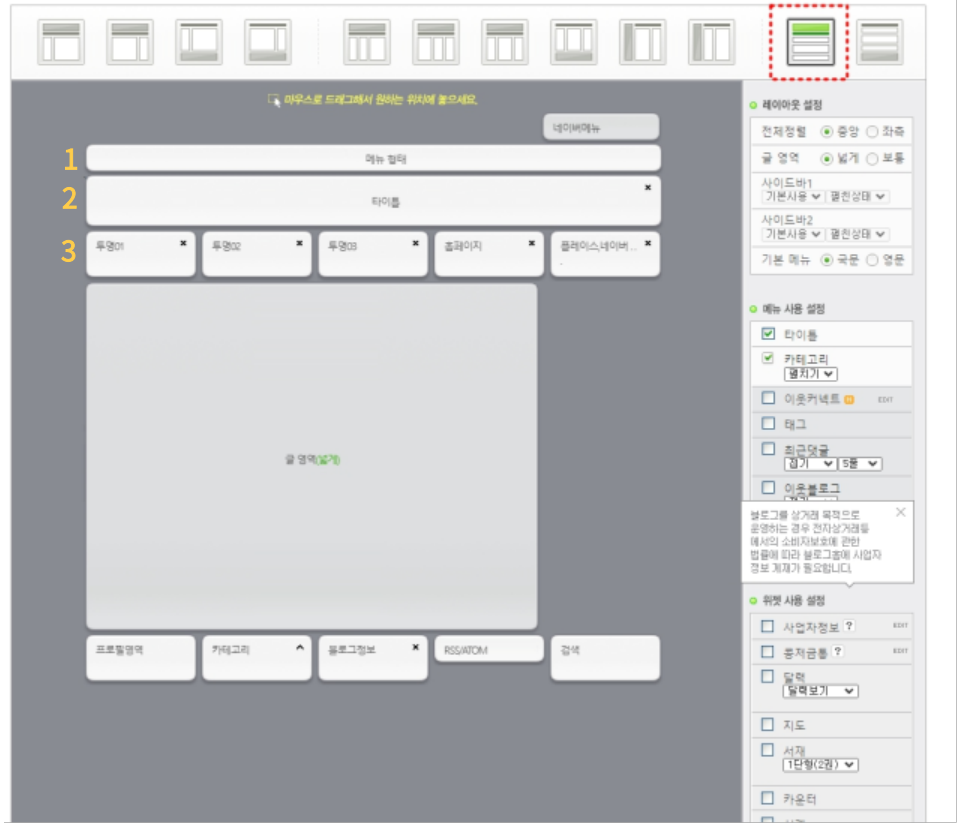 마우스로 드래그해서 원하는 위치에 놓으세요.
네이버메뉴
1
메뉴 형태
2
타이틀
3
투명01
투명02
투명03
홈페이지
플레이스,네이버 . .
.
글 영역(넓게)
프로필영역
카테고리
블로그정보
RSS/ATOM
검색
레이아웃 설정
전체정렬 중앙 좌측
글 영역 넓게 보통
사이드바1
기본사용 펼친상태
사이드바2
기본사용 펼친상태
기본 메뉴 국문 영문
메뉴 사용 설정
타이틀
카테고리
펼치기
이웃커넥트 EDIT
태그
최근댓글
접기 5줄
이웃블로그
블로그를 상거래 목적으로
운영하는 경우 전자상거래등
에서의 소비자보호에 관한
법률에 따라 블로그홈에 사업자
정보 게재가 필요합니다.
위젯 사용 설정
사업자정보 ? EDIT
콩저금통 ? EDIT
달력
달력보기
지도
서재
1단형(2권)
카운터